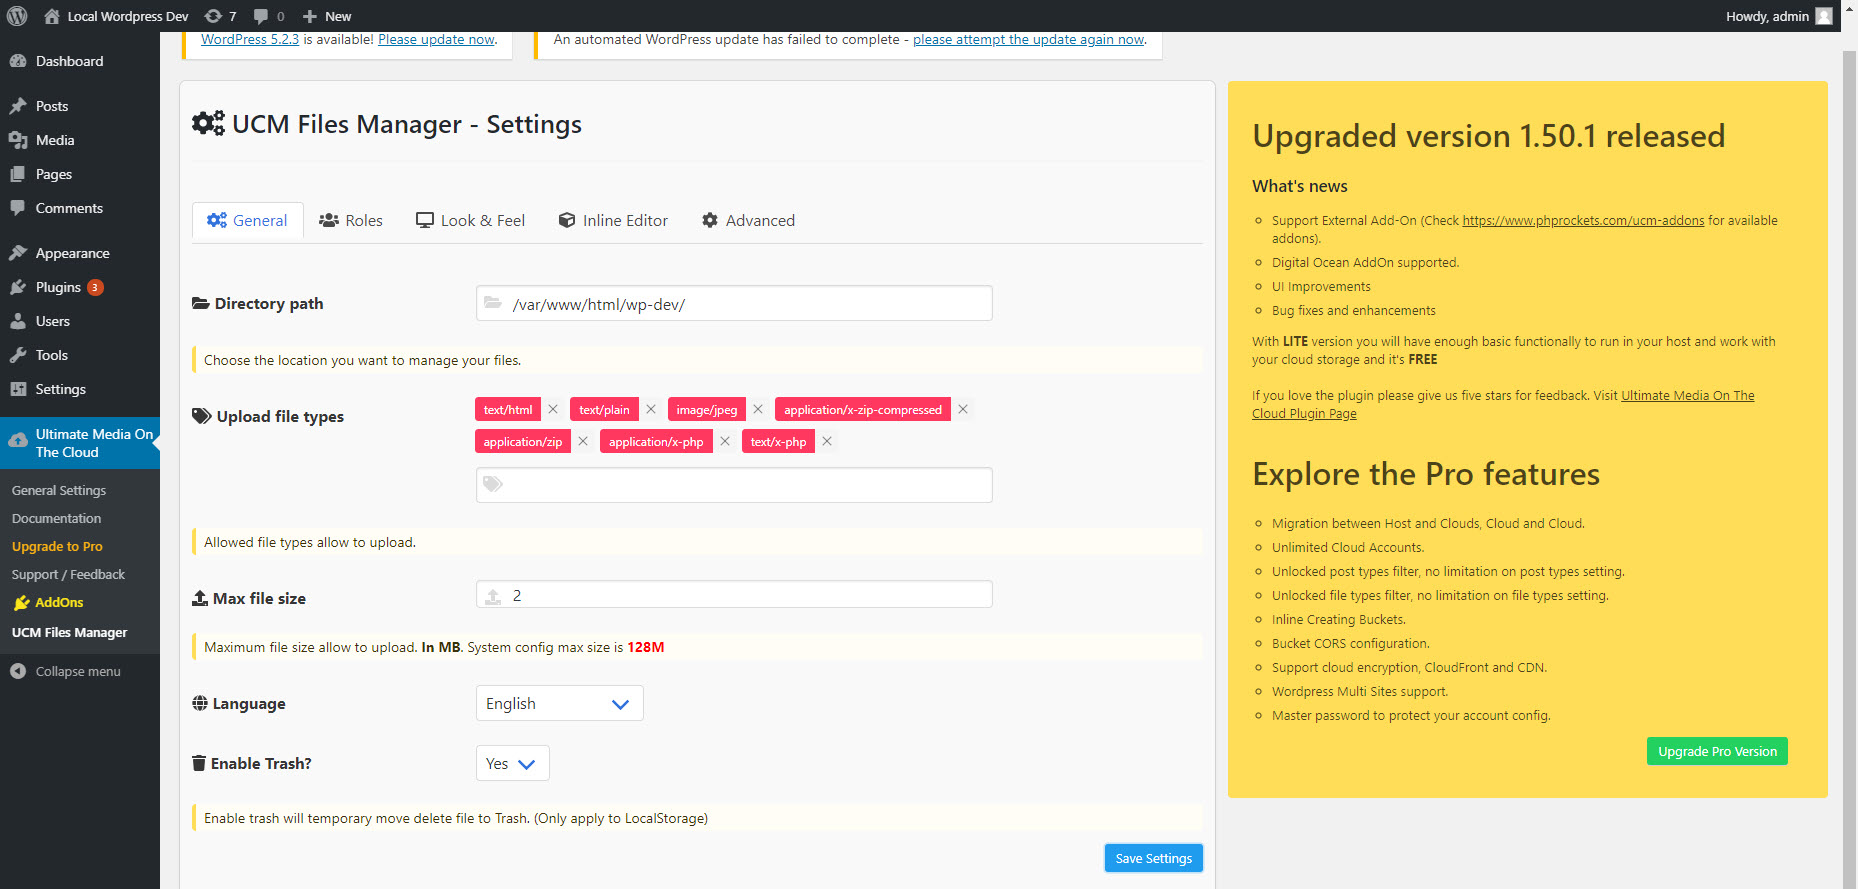 Local Wordpress Dev 7 0 New
Howdy, admin
WordPress 5.2.3 is available! Please update now.
An automated WordPress update has failed to complete - please attempt the update again now.
Dashboard
Posts
Media
Pages
Comments
Appearance
Plugins 3
Users
Tools
Settings
Ultimate Media On
The Cloud
General Settings
Documentation
Upgrade to Pro
Support / Feedback
AddOns
UCM Files Manager
Collapse menu
UCM Files Manager - Settings
General Roles Look & Feel Inline Editor Advanced
Directory path
/var/www/html/wp-dev/
Choose the location you want to manage your files.
Upload file types
text/html text/plain image/jpeg application/x-zip-compressed
application/zip application/x-php text/x-php
Allowed file types allow to upload.
Max file size
2
Maximum file size allow to upload. In MB. System config max size is 128M
Language
English
Enable Trash?
Yes
Enable trash will temporary move delete file to Trash. (Only apply to LocalStorage)
Save Settings
Upgraded version 1.50.1 released
What's news
Support External Add-On (Check https://www.phprockets.com/ucm-addons for available
addons).
Digital Ocean AddOn supported.
UI Improvements
Bug fixes and enhancements
With LITE version you will have enough basic functionally to run in your host and work with
your cloud storage and it's FREE
If you love the plugin please give us five stars for feedback. Visit Ultimate Media On The
Cloud Plugin Page
Explore the Pro features
Migration between Host and Clouds, Cloud and Cloud.
Unlimited Cloud Accounts.
Unlocked post types filter, no limitation on post types setting.
Unlocked file types filter, no limitation on file types setting.
Inline Creating Buckets.
Bucket CORS configuration.
Support cloud encryption, CloudFront and CDN.
Wordpress Multi Sites support.
Master password to protect your account config.
Upgrade Pro Version